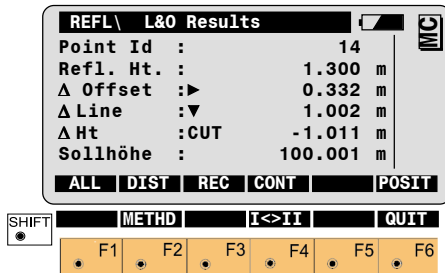 REFL\ L&O Results
MC
Point Id : 14
Refl. Ht. : 1.300 m
Δ Offset :▶ 0.332 m
Δ Line :▼ 1.002 m
Δ Ht :CUT -1.011 m
Sollhöhe : 100.001 m
ALL DIST REC CONT POSIT
SHIFT METHD I<>II QUIT
F1 F2 F3 F4 F5 F6